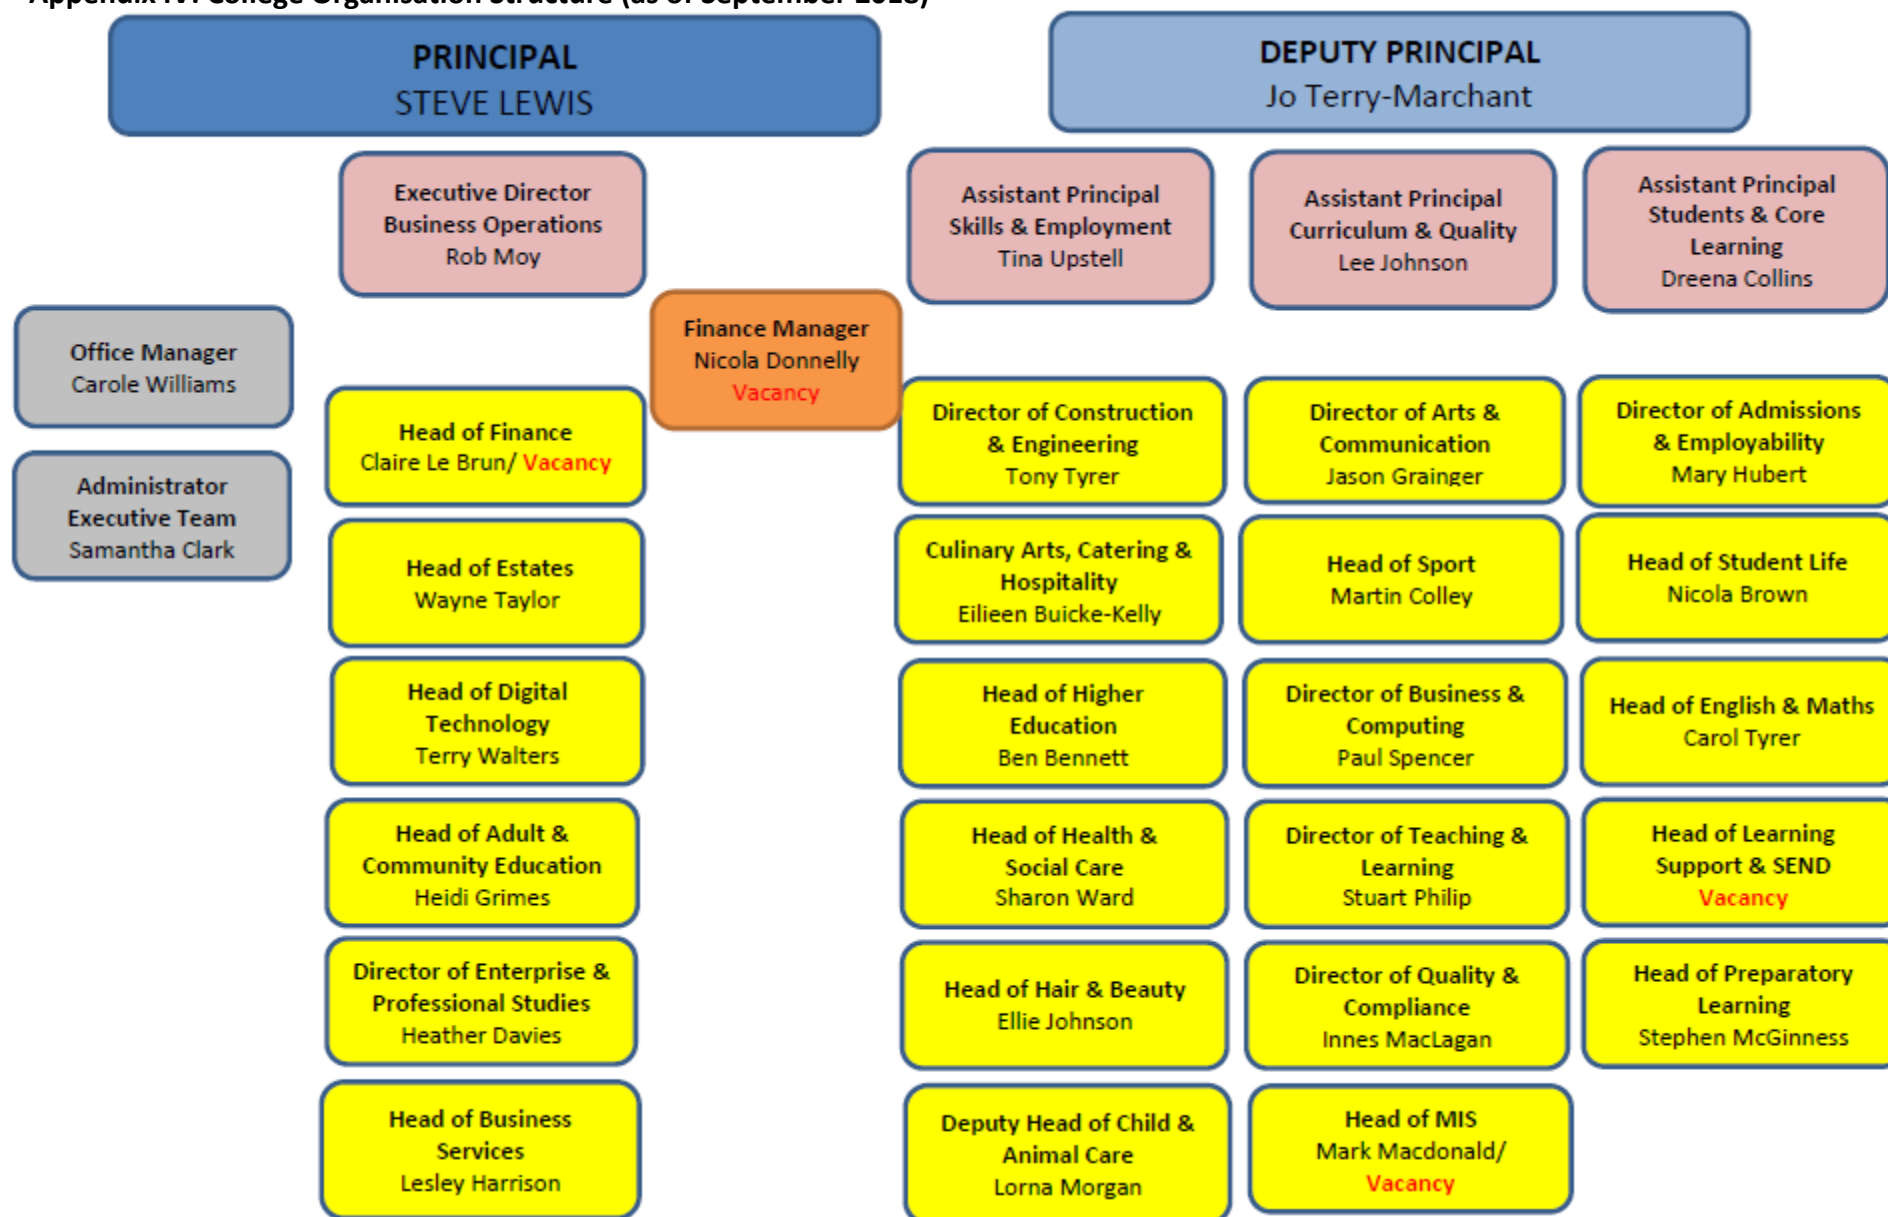 Appendix IV: College Organisation Structure (as of September 2018)
PRINCIPAL
STEVE LEWIS
DEPUTY PRINCIPAL
Jo Terry-Marchant
Executive Director
Business Operations
Rob Moy
Assistant Principal
Skills & Employment
Tina Upstell
Assistant Principal
Curriculum & Quality
Lee Johnson
Assistant Principal
Students & Core
Learning
Dreena Collins
Office Manager
Carole Williams
Administrator
Executive Team
Samantha Clark
Finance Manager
Nicola Donnelly
Vacancy
Head of Finance
Claire Le Brun/ Vacancy
Head of Estates
Wayne Taylor
Head of Digital
Technology
Terry Walters
Head of Adult &
Community Education
Heidi Grimes
Director of Enterprise &
Professional Studies
Heather Davies
Head of Business
Services
Lesley Harrison
Director of Construction
& Engineering
Tony Tyrer
Culinary Arts, Catering &
Hospitality
Eilieen Buicke-Kelly
Head of Higher
Education
Ben Bennett
Head of Health &
Social Care
Sharon Ward
Head of Hair & Beauty
Ellie Johnson
Deputy Head of Child &
Animal Care
Lorna Morgan
Director of Arts &
Communication
Jason Grainger
Head of Sport
Martin Colley
Director of Business &
Computing
Paul Spencer
Director of Teaching &
Learning
Stuart Philip
Director of Quality &
Compliance
Innes MacLagan
Head of MIS
Mark Macdonald/
Vacancy
Director of Admissions
& Employability
Mary Hubert
Head of Student Life
Nicola Brown
Head of English & Maths
Carol Tyrer
Head of Learning
Support & SEND
Vacancy
Head of Preparatory
Learning
Stephen McGinness